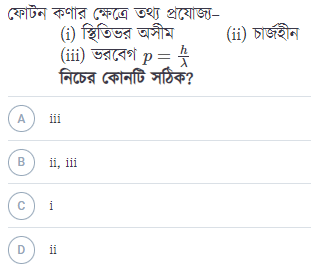 ফোটন কণার ক্ষেত্রে তথ্য প্রযোজ্য–
(i) স্থিতিভর অসীম (ii) চার্জহীন
(iii) ভরবেগ p = h/λ
নিচের কোনটি সঠিক?
A iii
B ii, iii
C i
D ii